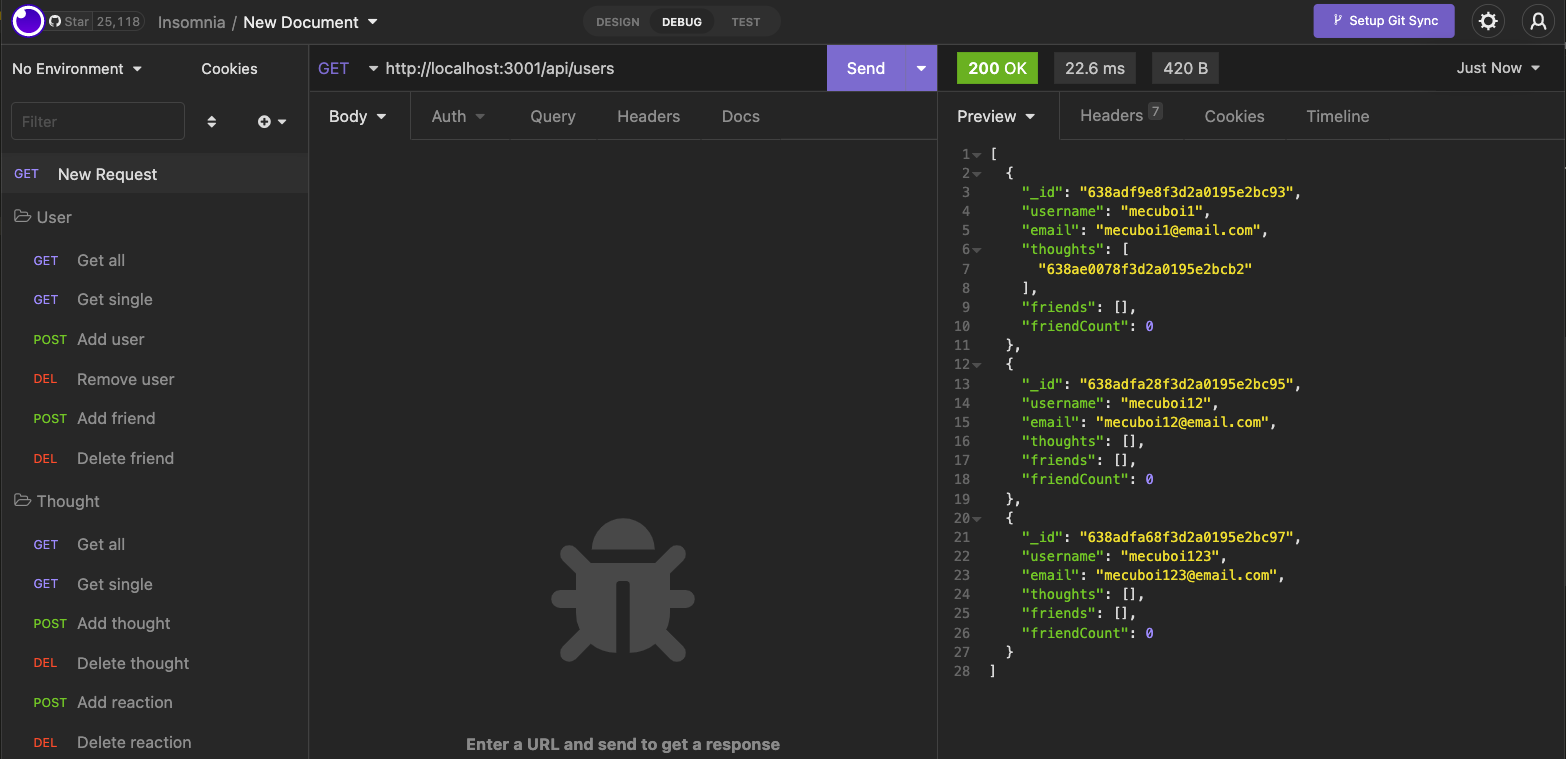 Star 25,118 Insomnia / New Document DESIGN DEBUG TEST Setup Git Sync
No Environment Cookies
Filter
GET New Request
User
GET Get all
GET Get single
POST Add user
DEL Remove user
POST Add friend
DEL Delete friend
Thought
GET Get all
GET Get single
POST Add thought
DEL Delete thought
POST Add reaction
DEL Delete reaction
GET http://localhost:3001/api/users Send
Body Auth Query Headers Docs
Enter a URL and send to get a response
200 OK 22.6 ms 420 B Just Now
Preview Headers 7 Cookies Timeline
1 [
2 {
3 "_id": "638adf9e8f3d2a0195e2bc93",
4 "username": "mecuboi1",
5 "email": "mecuboi1@email.com",
6 "thoughts": [
7 "638ae0078f3d2a0195e2bcb2"
8 ],
9 "friends": [],
10 "friendCount": 0
11 },
12 {
13 "_id": "638adfa28f3d2a0195e2bc95",
14 "username": "mecuboi12",
15 "email": "mecuboi12@email.com",
16 "thoughts": [],
17 "friends": [],
18 "friendCount": 0
19 },
20 {
21 "_id": "638adfa68f3d2a0195e2bc97",
22 "username": "mecuboi123",
23 "email": "mecuboi123@email.com",
24 "thoughts": [],
25 "friends": [],
26 "friendCount": 0
27 }
28 ]